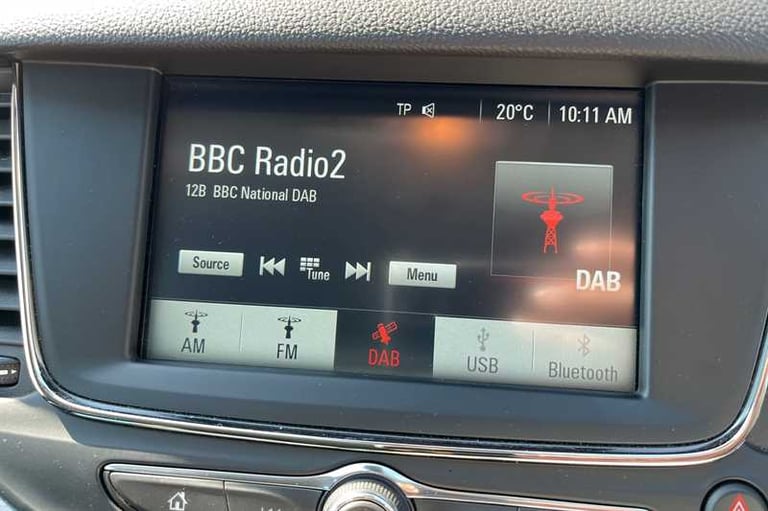 TP 20°C 10:11 AM
BBC Radio2
12B BBC National DAB
DAB
Source Tune Menu
AM FM DAB USB Bluetooth